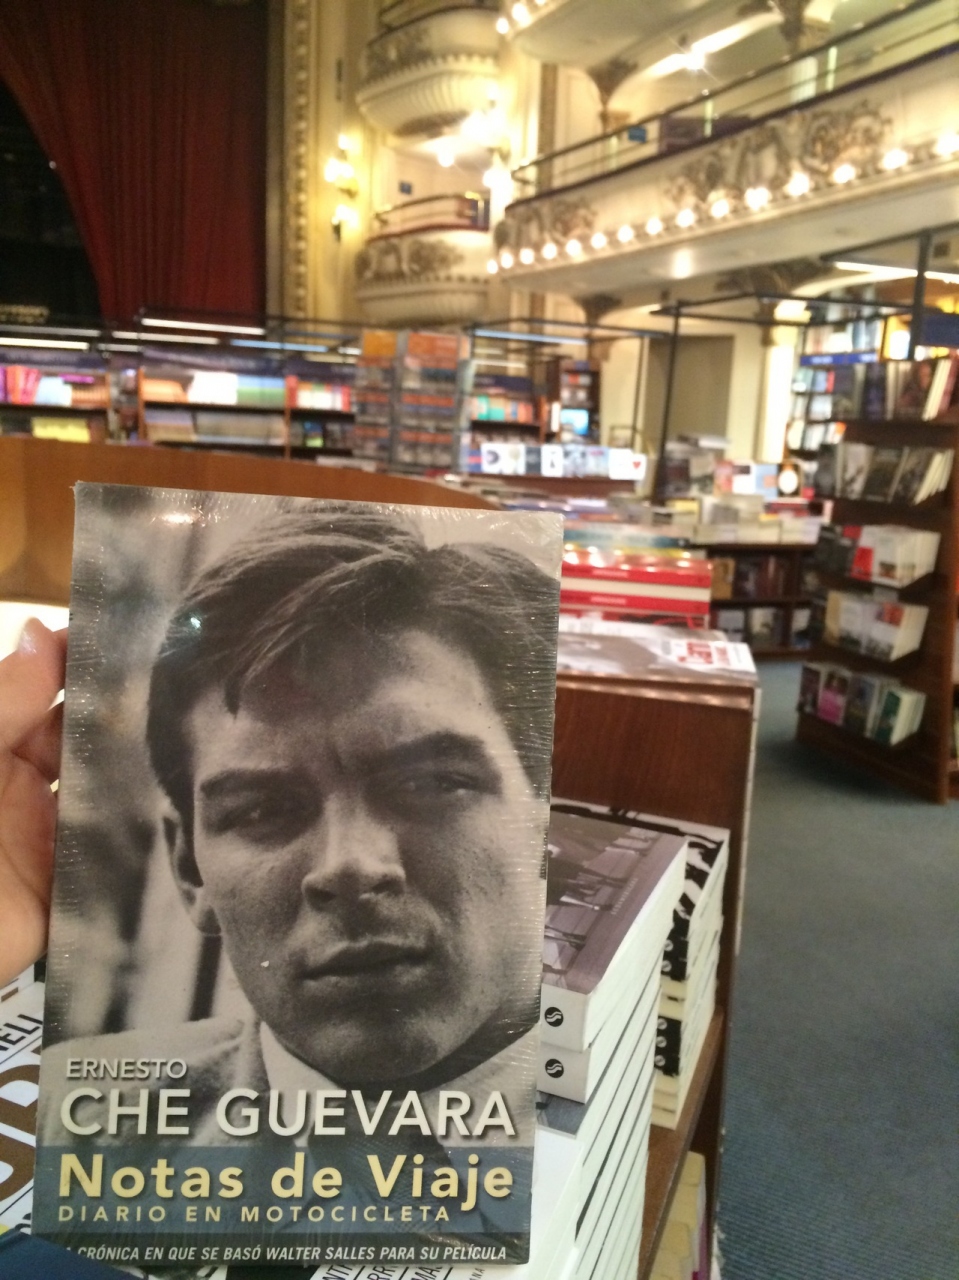 ERNESTO
CHE GUEVARA
Notas de Viaje
DIARIO EN MOTOCICLETA
CRÓNICA EN QUE SE BASÓ WALTER SALLES PARA SU PELÍCULA